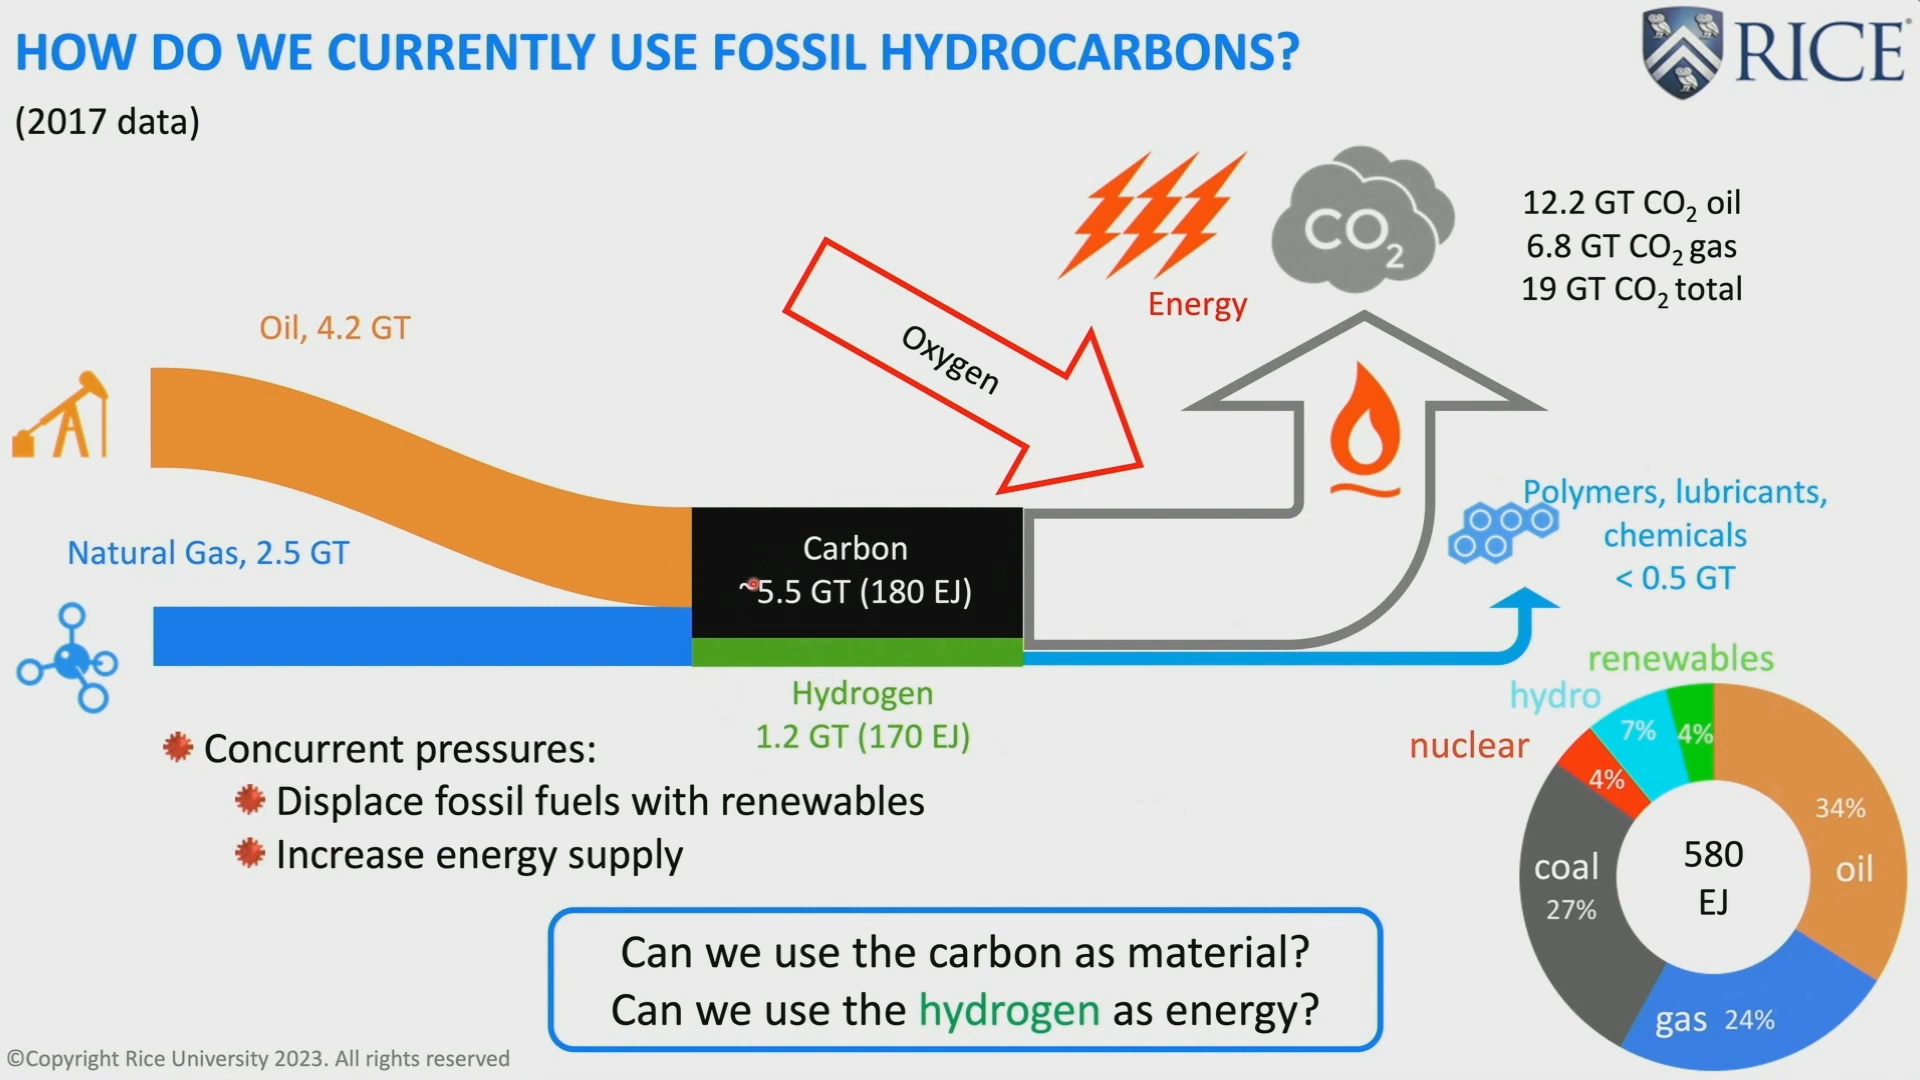 HOW DO WE CURRENTLY USE FOSSIL HYDROCARBONS?
RICE
(2017 data)
CO2
12.2 GT CO2 oil
6.8 GT CO2 gas
19 GT CO2 total
Energy
Oxygen
Oil, 4.2 GT
Natural Gas, 2.5 GT
Carbon
~5.5 GT (180 EJ)
Hydrogen
1.2 GT (170 EJ)
Polymers, lubricants,
chemicals
< 0.5 GT
renewables
hydro
nuclear
7%
4%
4%
34%
oil
coal
27%
580
EJ
gas 24%
Concurrent pressures:
Displace fossil fuels with renewables
Increase energy supply
Can we use the carbon as material?
Can we use the hydrogen as energy?
©Copyright Rice University 2023. All rights reserved